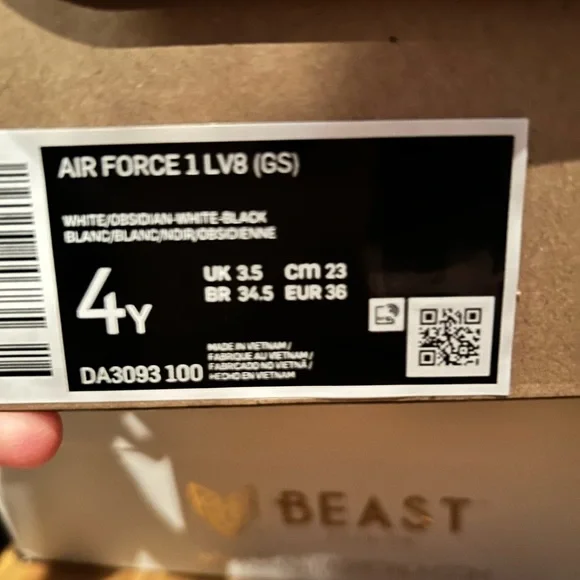 AIR FORCE 1 LV8 (GS)
WHITE/OBSIDIAN-WHITE-BLACK
BLANC/BLANC/NOIR/OBSIDIENNE
4Y
UK 3.5 cm 23
BR 34.5 EUR 36
MADE IN VIETNAM /
FABRIQUE AU VIETNAM /
FABRICADO NO VIETNÃ /
HECHO EN VIETNAM
DA3093 100
BEAST